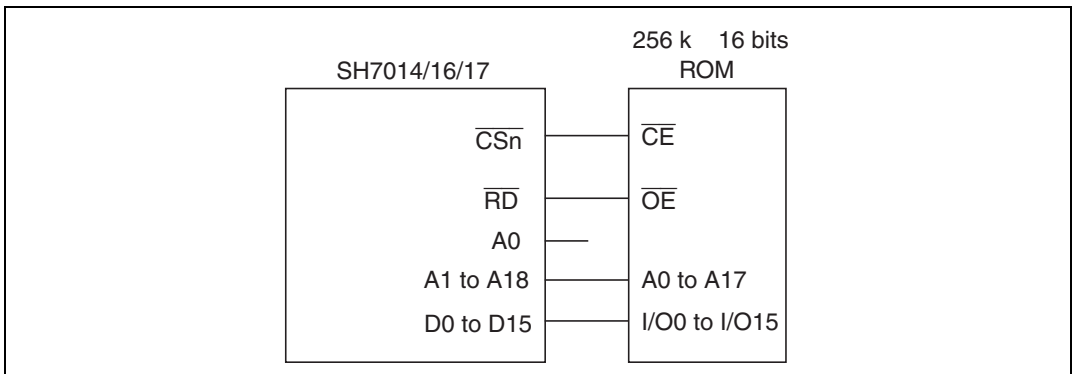 256 k 16 bits
SH7014/16/17 ROM
CSn CE
RD OE
A0
A1 to A18 A0 to A17
D0 to D15 I/O0 to I/O15